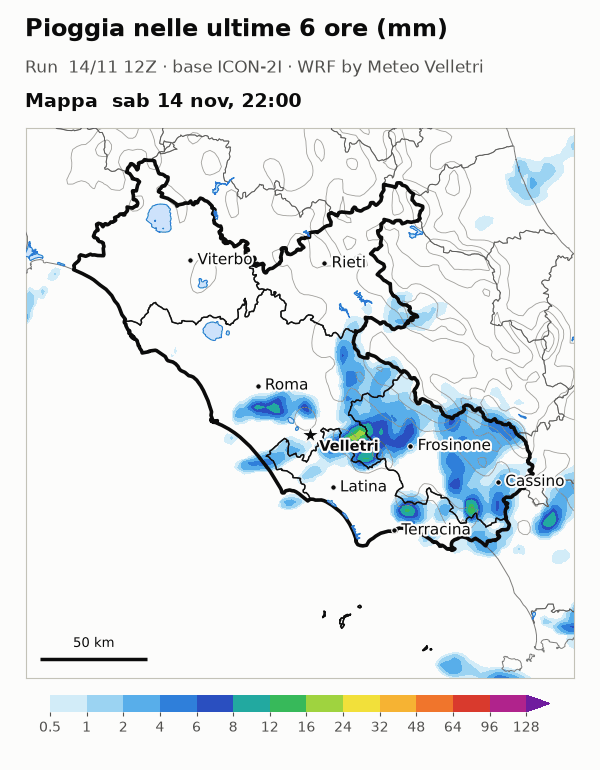 Pioggia nelle ultime 6 ore (mm)
Run  14/11 12Z · base ICON-2I · WRF by Meteo Velletri
Mappa  sab 14 nov, 22:00
Viterbo
Rieti
Roma
Velletri
Frosinone
Cassino
Latina
Terracina
50 km
0.5 1 2 4 6 8 12 16 24 32 48 64 96 128